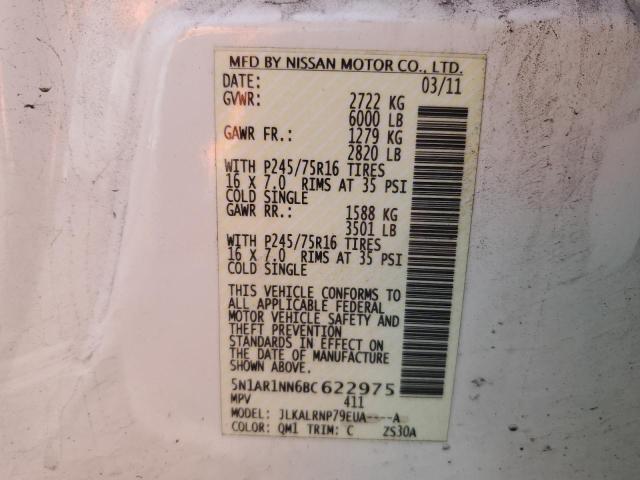 MFD BY NISSAN MOTOR CO., LTD.
DATE: 03/11
GVWR: 2722 KG
6000 LB
GAWR FR.: 1279 KG
2820 LB
WITH P245/75R16 TIRES
16 X 7.0 RIMS AT 35 PSI
COLD SINGLE
GAWR RR.: 1588 KG
3501 LB
WITH P245/75R16 TIRES
16 X 7.0 RIMS AT 35 PSI
COLD SINGLE
THIS VEHICLE CONFORMS TO
ALL APPLICABLE FEDERAL
MOTOR VEHICLE SAFETY AND
THEFT PREVENTION
STANDARDS IN EFFECT ON
THE DATE OF MANUFACTURE
SHOWN ABOVE.
5N1AR1NN6BC622975
MPV 411
MODEL: JLKALRNP79EUA----A
COLOR: QM1 TRIM: C ZS30A